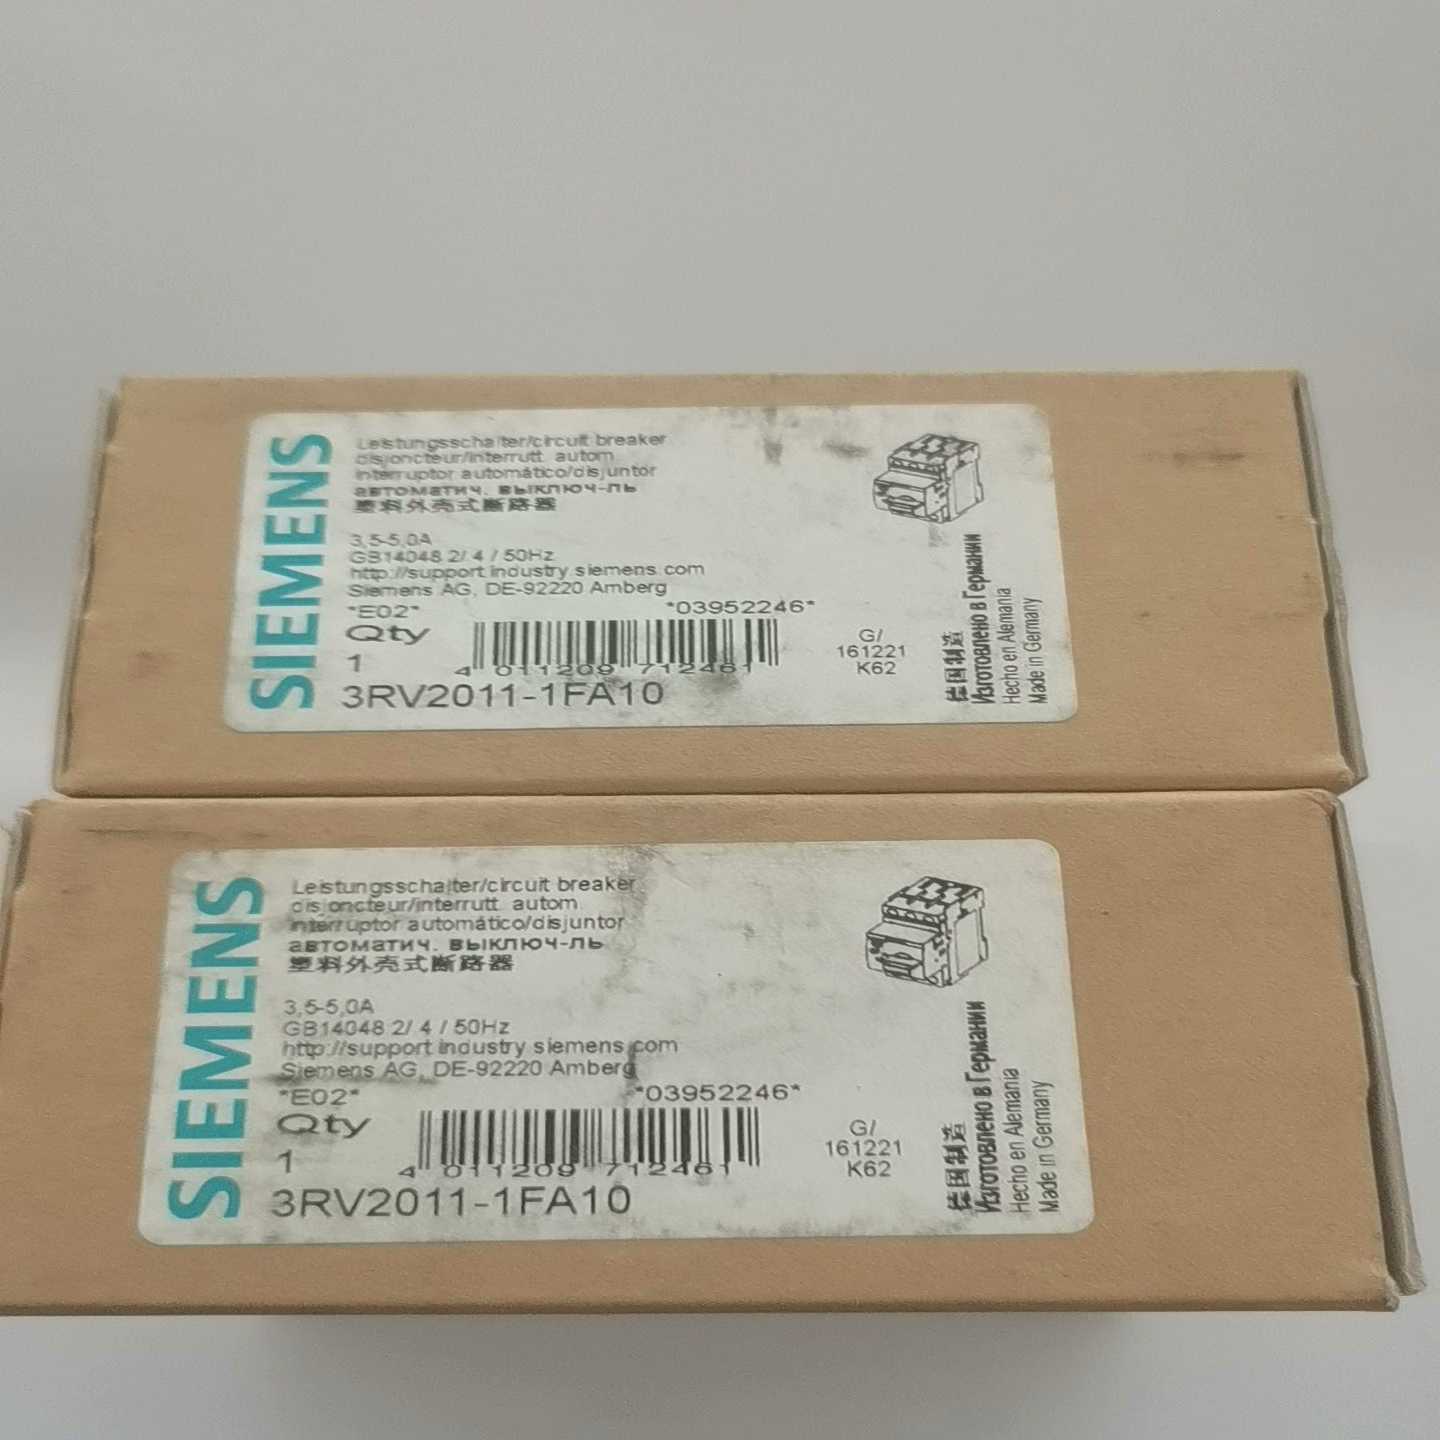 SIEMENS
Leistungsschalter/circuit breaker
disjoncteur/interrutt. autom.
interruptor automático/disjuntor
автоматич. выключ-ль
塑料外壳式断路器
3,5-5,0A
GB14048.2/ 4 / 50Hz
http://support.industry.siemens.com
Siemens AG, DE-92220 Amberg
*E02*
*03952246*
Qty
1
4 011209 712461
3RV2011-1FA10
G/
161221
K62
德国制造
Изготовлено в Германии
Hecho en Alemania
Made in Germany
SIEMENS
Leistungsschalter/circuit breaker
disjoncteur/interrutt. autom.
interruptor automático/disjuntor
автоматич. выключ-ль
塑料外壳式断路器
3,5-5,0A
GB14048.2/ 4 / 50Hz
http://support.industry.siemens.com
Siemens AG, DE-92220 Amberg
*E02*
*03952246*
Qty
1
4 011209 712461
3RV2011-1FA10
G/
161221
K62
德国制造
Изготовлено в Германии
Hecho en Alemania
Made in Germany